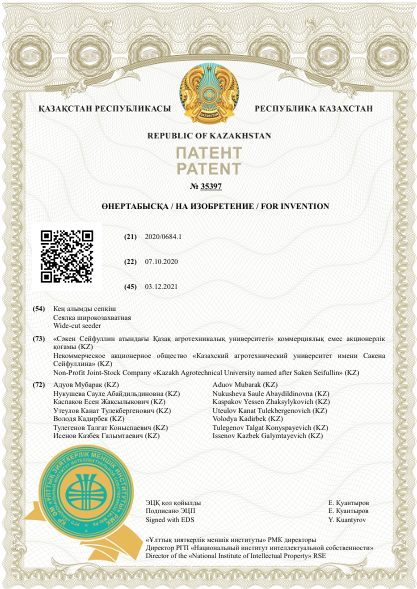 ҚАЗАҚСТАН РЕСПУБЛИКАСЫ
РЕСПУБЛИКА КАЗАХСТАН
REPUBLIC OF KAZAKHSTAN
ПАТЕНТ
PATENT
№ 35397
ӨНЕРТАБЫСҚА / НА ИЗОБРЕТЕНИЕ / FOR INVENTION
(21) 2020/0684.1
(22) 07.10.2020
(45) 03.12.2021
(54) Кең алымды сепкіш
Сеялка широкозахватная
Wide-cut seeder
(73) «Сәкен Сейфуллин атындағы Қазақ агротехникалық университеті» коммерциялық емес акционерлік
қоғамы (KZ)
Некоммерческое акционерное общество «Казахский агротехнический университет имени Сакена
Сейфуллина» (KZ)
Non-Profit Joint-Stock Company «Kazakh Agrotechnical University named after Saken Seifullin» (KZ)
(72) Адуов Мубарак (KZ) Aduov Mubarak (KZ)
Нукушева Сауле Абайдильдиновна (KZ) Nukusheva Saule Abaydildinovna (KZ)
Каспаков Есен Жаксылыкович (KZ) Kaspakov Yessen Zhaksylykovich (KZ)
Утеулов Канат Тулекбергенович (KZ) Uteulov Kanat Tulekbergenovich (KZ)
Володя Кадирбек (KZ) Volodya Kadirbek (KZ)
Тулегенов Талгат Коныспаевич (KZ) Tulegenov Talgat Konyspayevich (KZ)
Исенов Казбек Галымтаевич (KZ) Issenov Kazbek Galymtayevich (KZ)
ЭЦҚ қол қойылды Е. Қуантыров
Подписано ЭЦП Е. Куантыров
Signed with EDS Y. Kuantyrov
«Ұлттық зияткерлік меншік институты» РМК директоры
Директор РГП «Национальный институт интеллектуальной собственности»
Director of the «National Institute of Intellectual Property» RSE